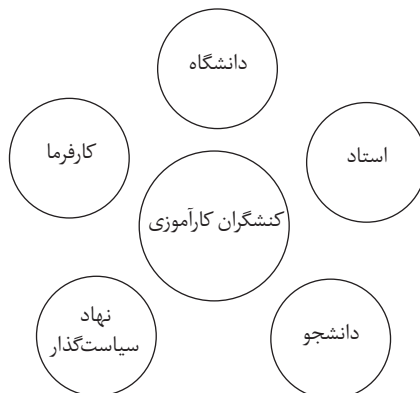 دانشگاه
استاد
کارفرما
کنشگران کارآموزی
نهاد
سیاست‌گذار
دانشجو